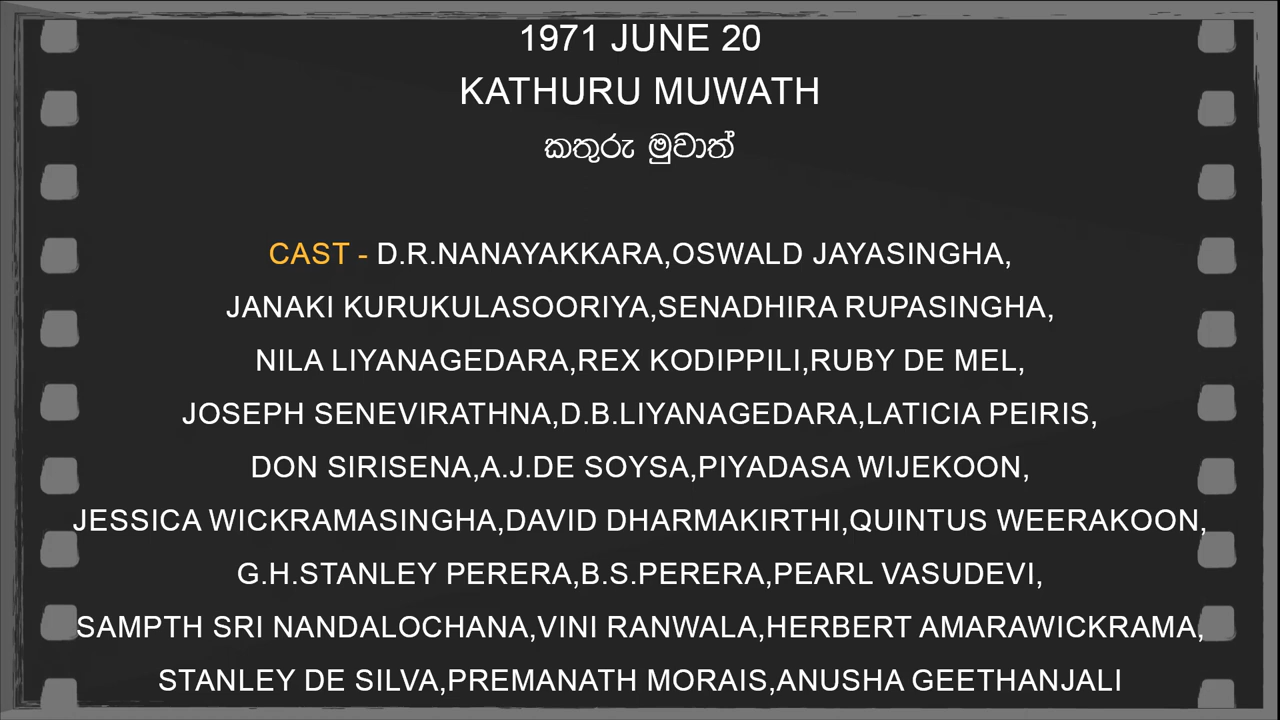 1971 JUNE 20
KATHURU MUWATH
කතුරු මුවාත්
CAST - D.R.NANAYAKKARA,OSWALD JAYASINGHA,
JANAKI KURUKULASOORIYA,SENADHIRA RUPASINGHA,
NILA LIYANAGEDARA,REX KODIPPILI,RUBY DE MEL,
JOSEPH SENEVIRATHNA,D.B.LIYANAGEDARA,LATICIA PEIRIS,
DON SIRISENA,A.J.DE SOYSA,PIYADASA WIJEKOON,
JESSICA WICKRAMASINGHA,DAVID DHARMAKIRTHI,QUINTUS WEERAKOON,
G.H.STANLEY PERERA,B.S.PERERA,PEARL VASUDEVI,
SAMPTH SRI NANDALOCHANA,VINI RANWALA,HERBERT AMARAWICKRAMA,
STANLEY DE SILVA,PREMANATH MORAIS,ANUSHA GEETHANJALI